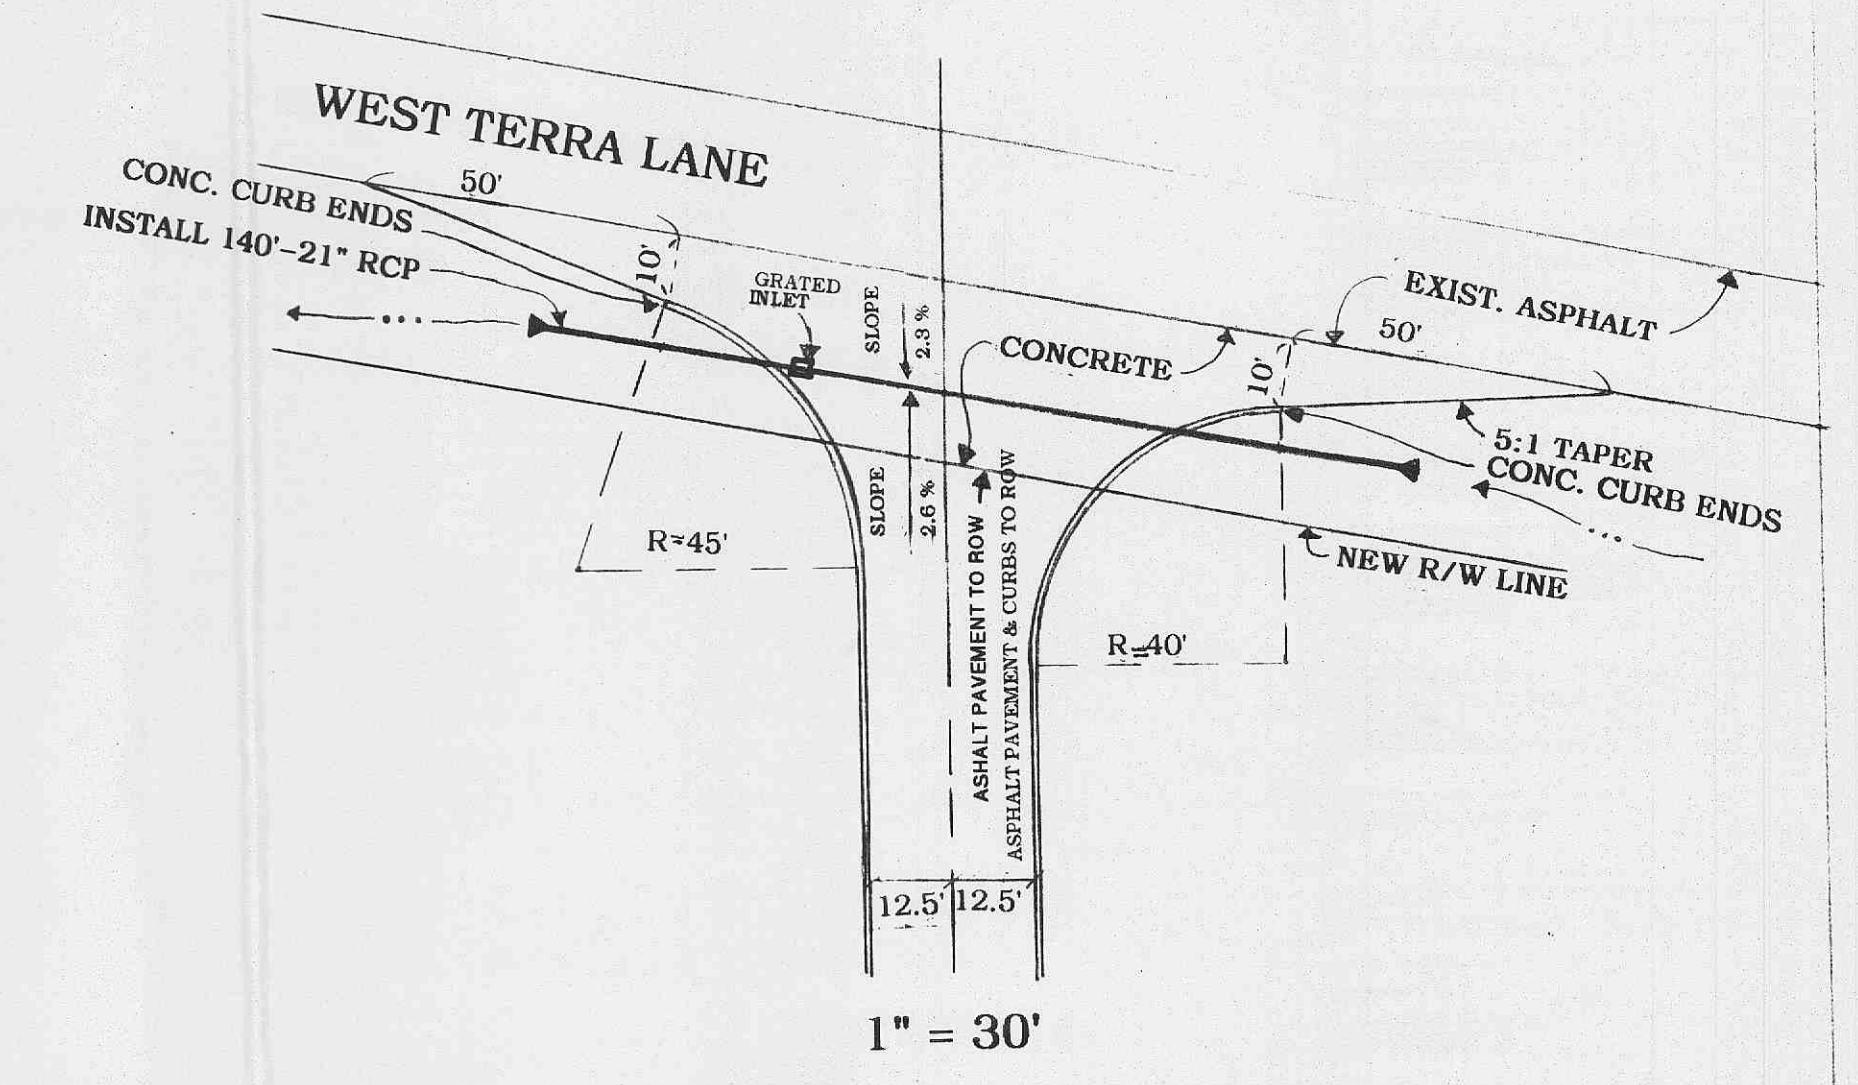 WEST TERRA LANE
CONC. CURB ENDS
INSTALL 140'-21" RCP
50'
10'
GRATED
INLET
SLOPE
2.3 %
CONCRETE
EXIST. ASPHALT
50'
10'
5:1 TAPER
CONC. CURB ENDS
NEW R/W LINE
SLOPE
2.6 %
R=45'
R=40'
ASHALT PAVEMENT TO ROW
ASPHALT PAVEMENT & CURBS TO ROW
12.5'
12.5'
1" = 30'